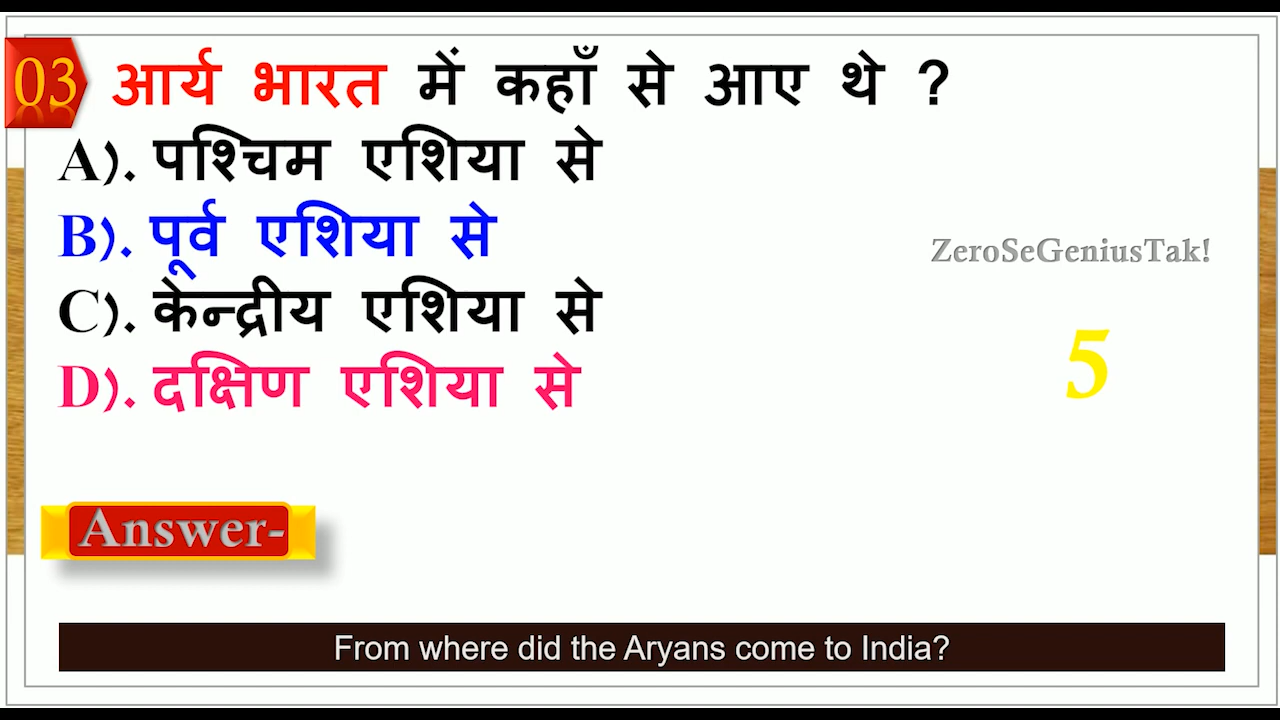 03 आर्य भारत में कहाँ से आए थे ?
A). पश्चिम एशिया से
B). पूर्व एशिया से
ZeroSeGeniusTak!
C). केन्द्रीय एशिया से
D). दक्षिण एशिया से
5
Answer-
From where did the Aryans come to India?